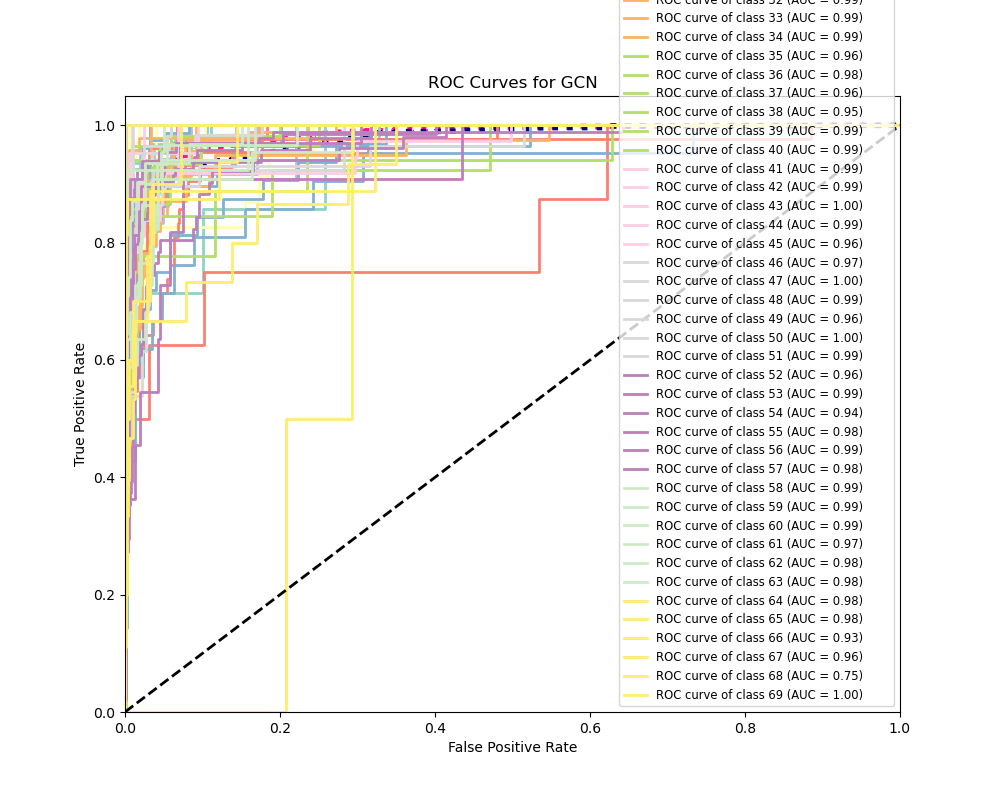 ROC curve of class 32 (AUC = 0.99)
ROC curve of class 33 (AUC = 0.99)
ROC curve of class 34 (AUC = 0.99)
ROC curve of class 35 (AUC = 0.96)
ROC curve of class 36 (AUC = 0.98)
ROC Curves for GCN
ROC curve of class 37 (AUC = 0.96)
ROC curve of class 38 (AUC = 0.95)
ROC curve of class 39 (AUC = 0.99)
ROC curve of class 40 (AUC = 0.99)
ROC curve of class 41 (AUC = 0.99)
ROC curve of class 42 (AUC = 0.99)
ROC curve of class 43 (AUC = 1.00)
ROC curve of class 44 (AUC = 0.99)
ROC curve of class 45 (AUC = 0.96)
ROC curve of class 46 (AUC = 0.97)
ROC curve of class 47 (AUC = 1.00)
ROC curve of class 48 (AUC = 0.99)
ROC curve of class 49 (AUC = 0.96)
ROC curve of class 50 (AUC = 1.00)
ROC curve of class 51 (AUC = 0.99)
ROC curve of class 52 (AUC = 0.96)
ROC curve of class 53 (AUC = 0.99)
ROC curve of class 54 (AUC = 0.94)
ROC curve of class 55 (AUC = 0.98)
ROC curve of class 56 (AUC = 0.99)
ROC curve of class 57 (AUC = 0.98)
ROC curve of class 58 (AUC = 0.99)
ROC curve of class 59 (AUC = 0.99)
ROC curve of class 60 (AUC = 0.99)
ROC curve of class 61 (AUC = 0.97)
ROC curve of class 62 (AUC = 0.98)
ROC curve of class 63 (AUC = 0.98)
ROC curve of class 64 (AUC = 0.98)
ROC curve of class 65 (AUC = 0.98)
ROC curve of class 66 (AUC = 0.93)
ROC curve of class 67 (AUC = 0.96)
ROC curve of class 68 (AUC = 0.75)
ROC curve of class 69 (AUC = 1.00)
True Positive Rate
1.0
0.8
0.6
0.4
0.2
0.0
0.0 0.2 0.4 0.6 0.8 1.0
False Positive Rate